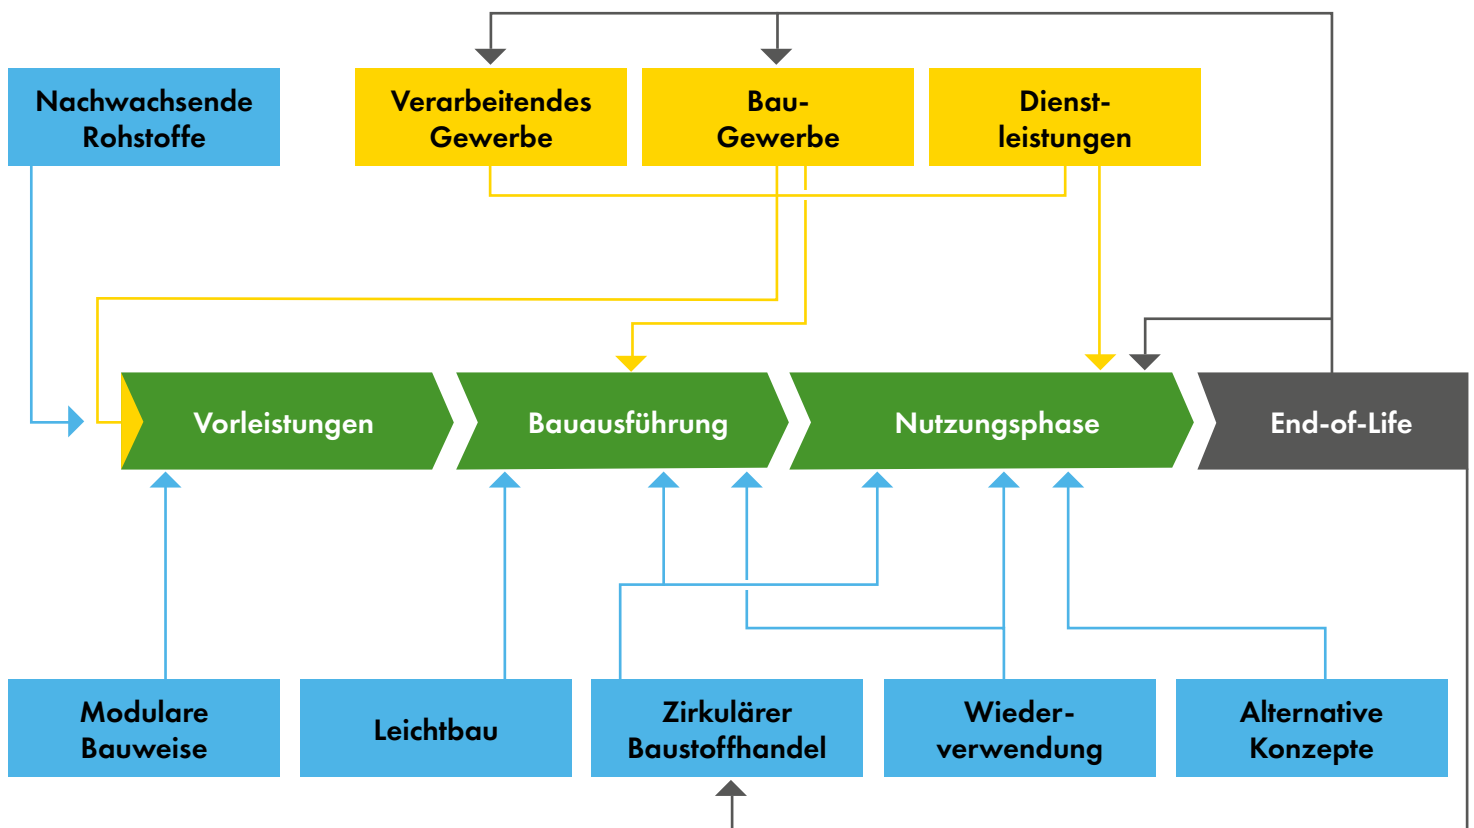 Nachwachsende
Rohstoffe
Verarbeitendes
Gewerbe
Bau-
Gewerbe
Dienst-
leistungen
Vorleistungen
Bauausführung
Nutzungsphase
End-of-Life
Modulare
Bauweise
Leichtbau
Zirkulärer
Baustoffhandel
Wieder-
verwendung
Alternative
Konzepte